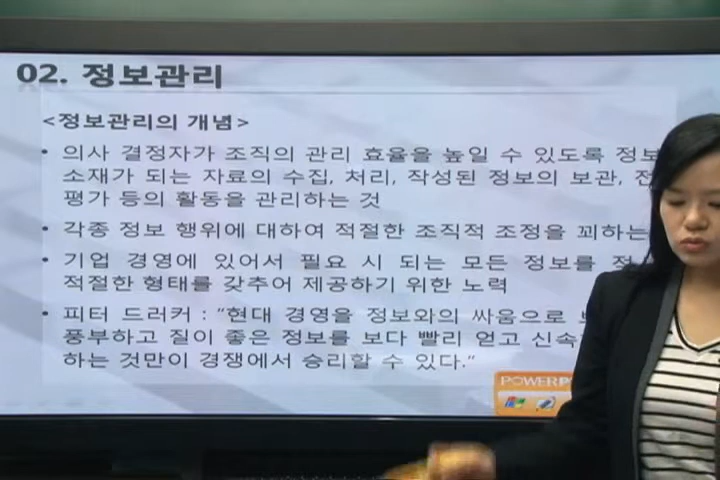 02. 정보관리
<정보관리의 개념>
• 의사 결정자가 조직의 관리 효율을 높일 수 있도록 정보
소재가 되는 자료의 수집, 처리, 작성된 정보의 보관, 전
평가 등의 활동을 관리하는 것
• 각종 정보 행위에 대하여 적절한 조직적 조정을 꾀하는
• 기업 경영에 있어서 필요 시 되는 모든 정보를
적절한 형태를 갖추어 제공하기 위한 노력
• 피터 드러커 : “현대 경영을 정보와의 싸움으로
풍부하고 질이 좋은 정보를 보다 빨리 얻고 신속
하는 것만이 경쟁에서 승리할 수 있다.”
POWERP